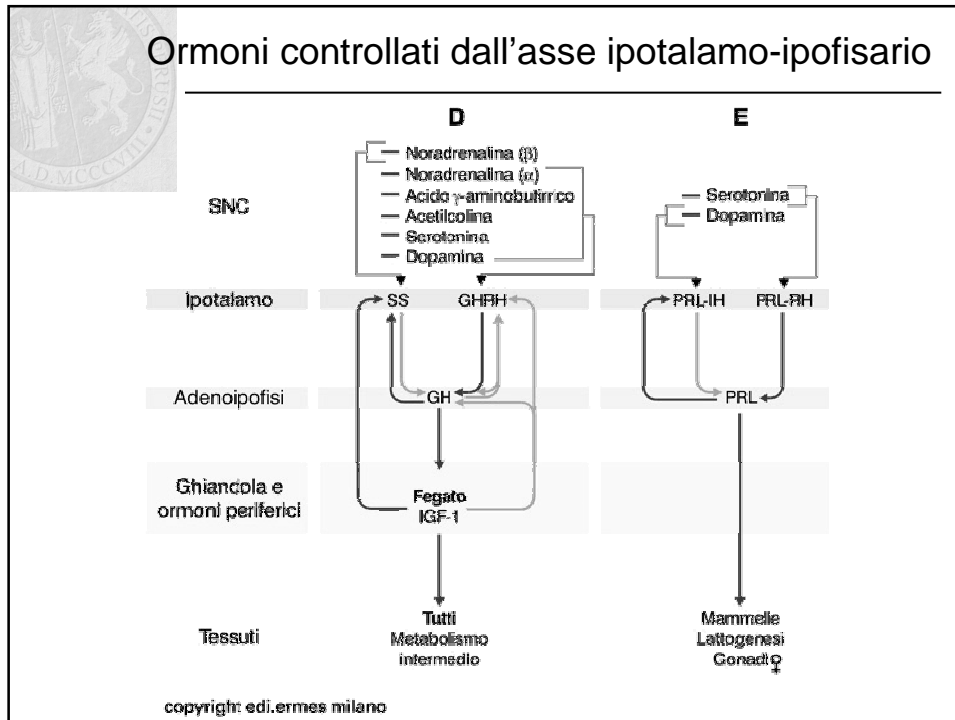 Ormoni controllati dall'asse ipotalamo-ipofisario
D
E
SNC
Noradrenalina (β)
Noradrenalina (α)
Acido γ-aminobutirrico
Acetilcolina
Serotonina
Dopamina
Serotonina
Dopamina
Ipotalamo
SS GHRH
PRL-IH PRL-RH
Adenoipofisi
GH
PRL
Ghiandola e
ormoni periferici
Fegato
IGF-1
Tessuti
Tutti
Metabolismo
intermedio
Mammelle
Lattogenesi
Gonadi ♀
copyright edi.ermes milano
A.D. MCCCVIII